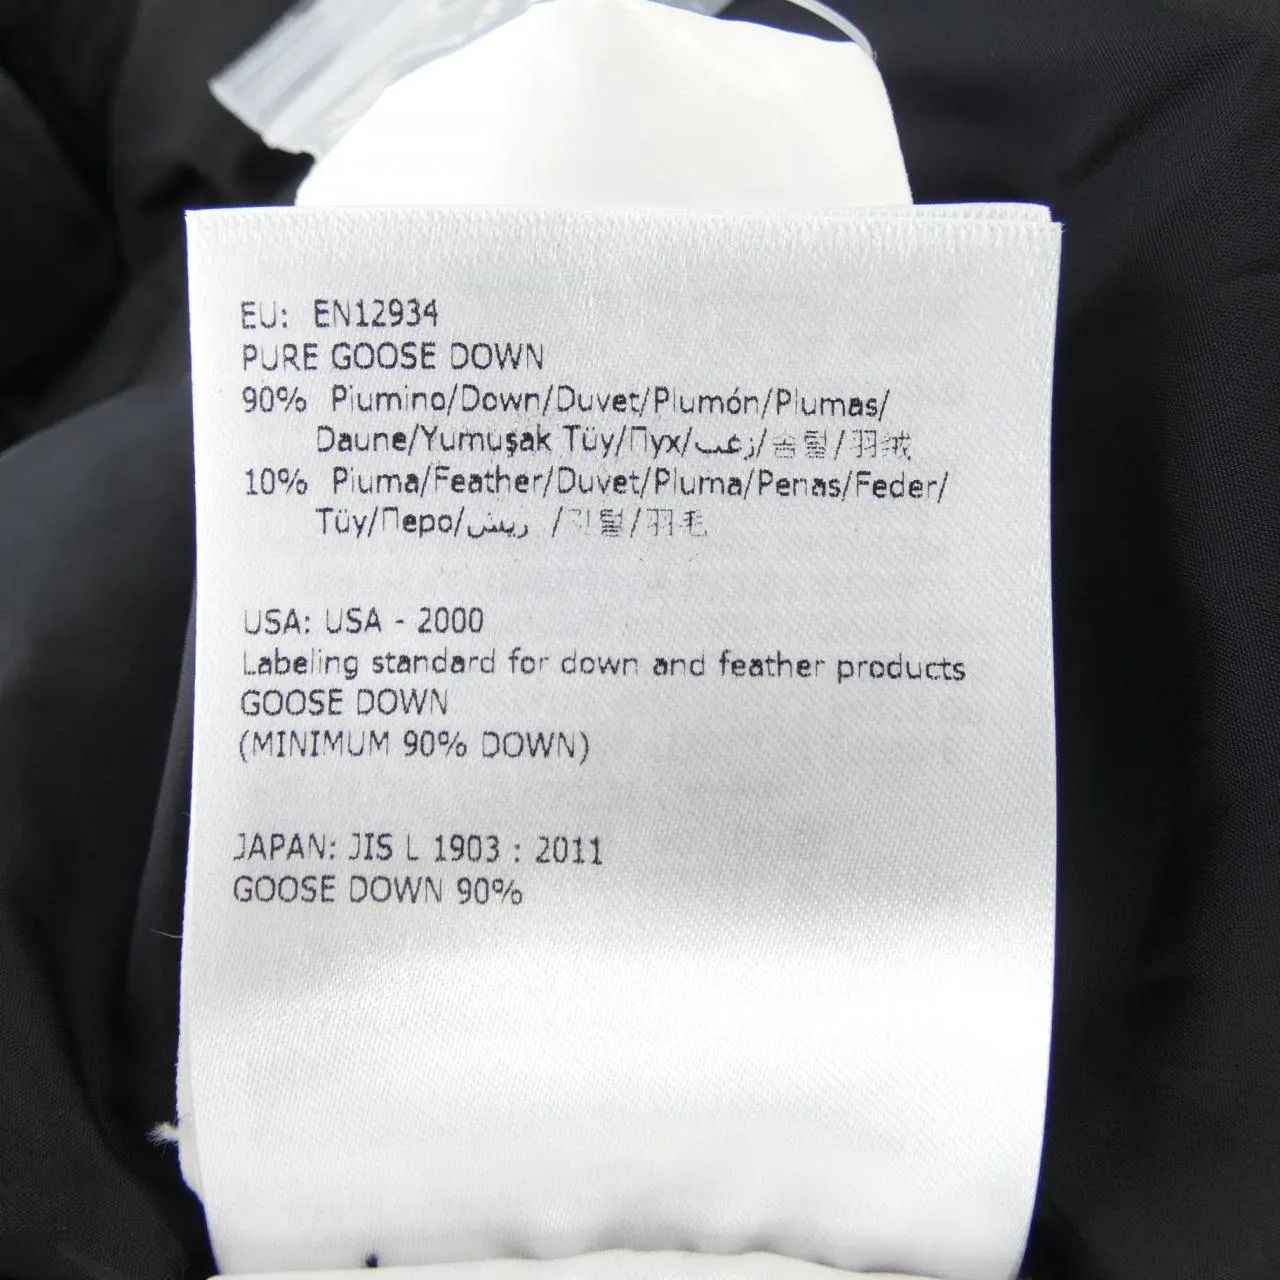 EU: EN12934
PURE GOOSE DOWN
90% Piumino/Down/Duvet/Plumón/Plumas/
Daune/Yumuşak Tüy/Пух/زغب/솜털/羽绒
10% Piuma/Feather/Duvet/Pluma/Penas/Feder/
Tüy/Перо/ريش /깃털/羽毛
USA: USA - 2000
Labeling standard for down and feather products
GOOSE DOWN
(MINIMUM 90% DOWN)
JAPAN: JIS L 1903 : 2011
GOOSE DOWN 90%